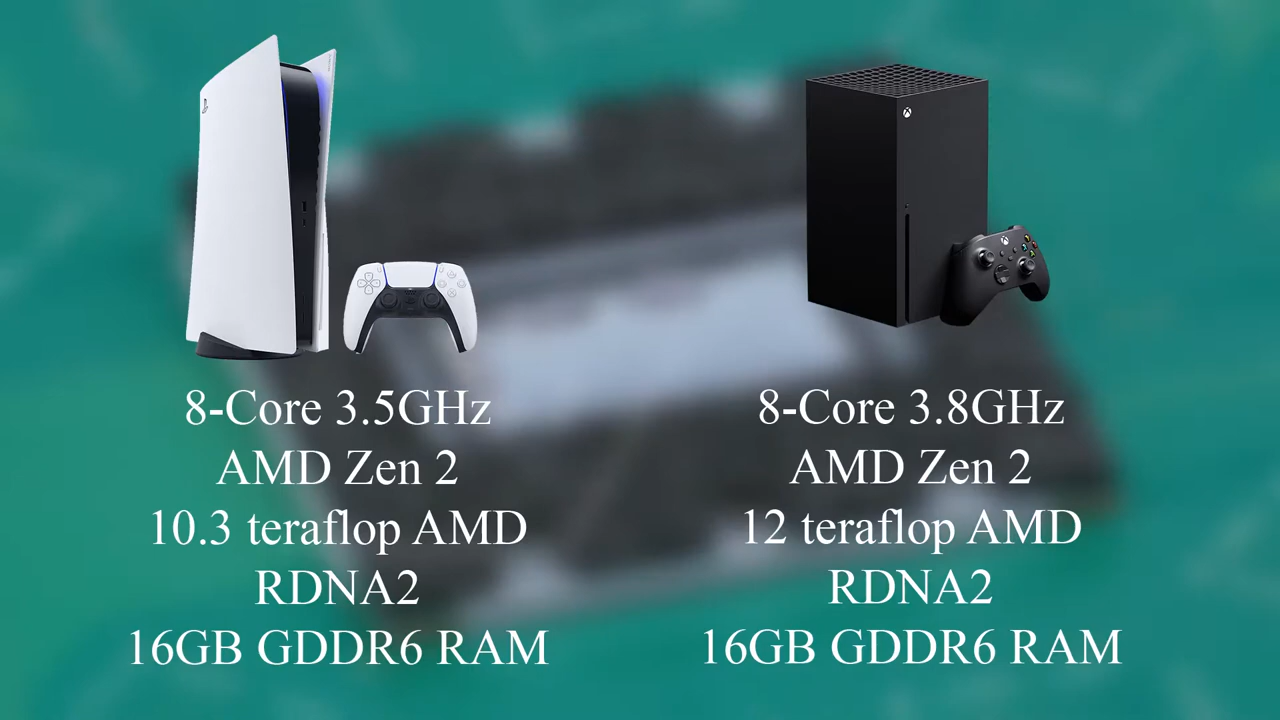 8-Core 3.5GHz
AMD Zen 2
10.3 teraflop AMD
RDNA2
16GB GDDR6 RAM
8-Core 3.8GHz
AMD Zen 2
12 teraflop AMD
RDNA2
16GB GDDR6 RAM